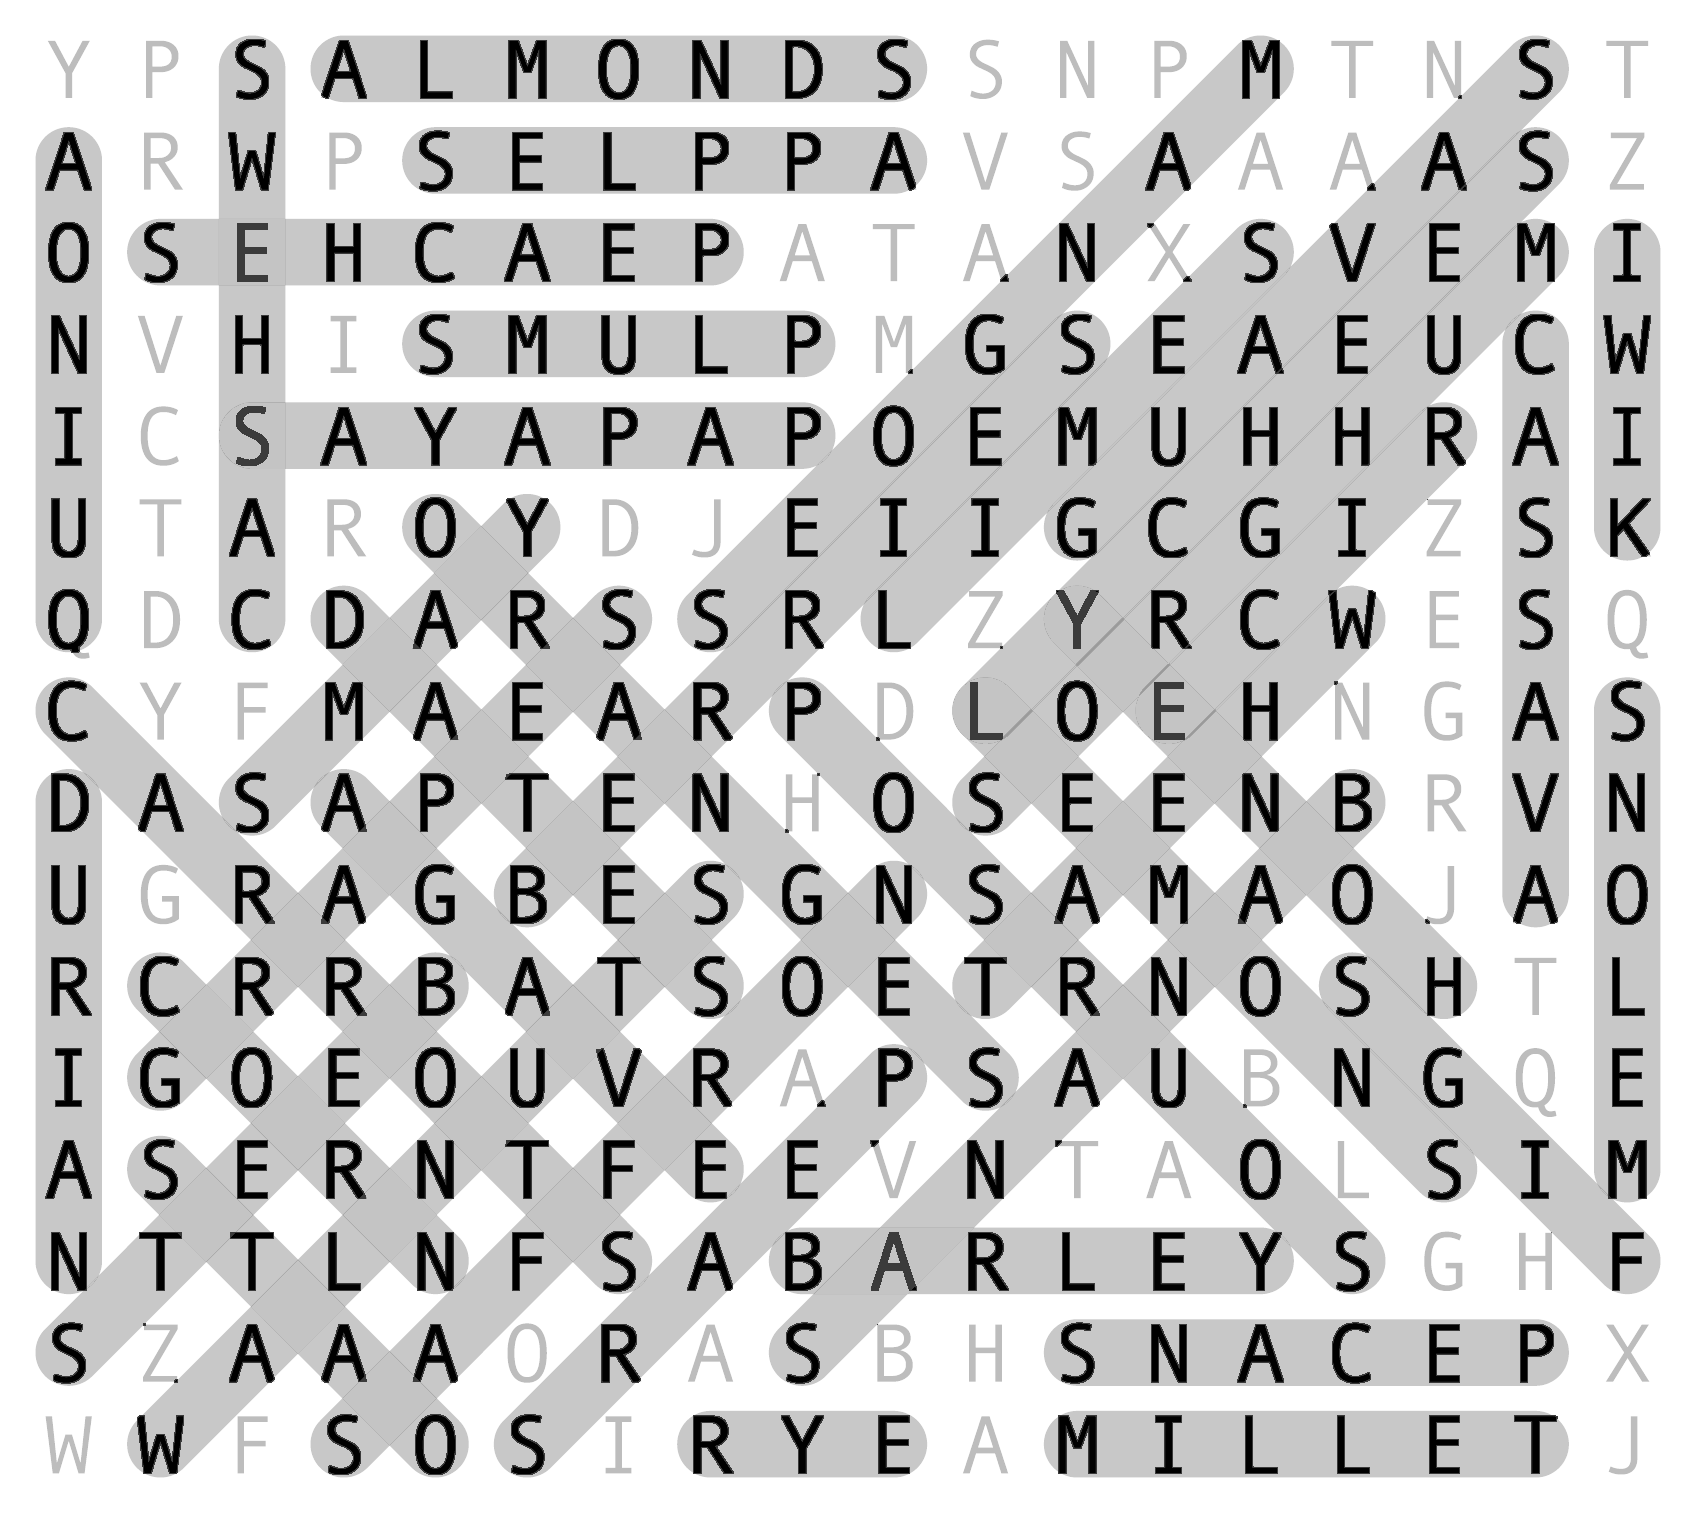 Y P S A L M O N D S S N P M T N S T
A R W P S E L P P A V S A A A A S Z
O S E H C A E P A T A N X S V E M I
N V H I S M U L P M G S E A E U C W
I C S A Y A P A P O E M U H H R A I
U T A R O Y D J E I I G C G I Z S K
Q D C D A R S S R L Z Y R C W E S Q
C Y F M A E A R P D L O E H N G A S
D A S A P T E N H O S E E N B R V N
U G R A G B E S G N S A M A O J A O
R C R R B A T S O E T R N O S H T L
I G O E O U V R A P S A U B N G Q E
A S E R N T F E E V N T A O L S I M
N T T L N F S A B A R L E Y S G H F
S Z A A A O R A S B H S N A C E P X
W W F S O S I R Y E A M I L L E T J